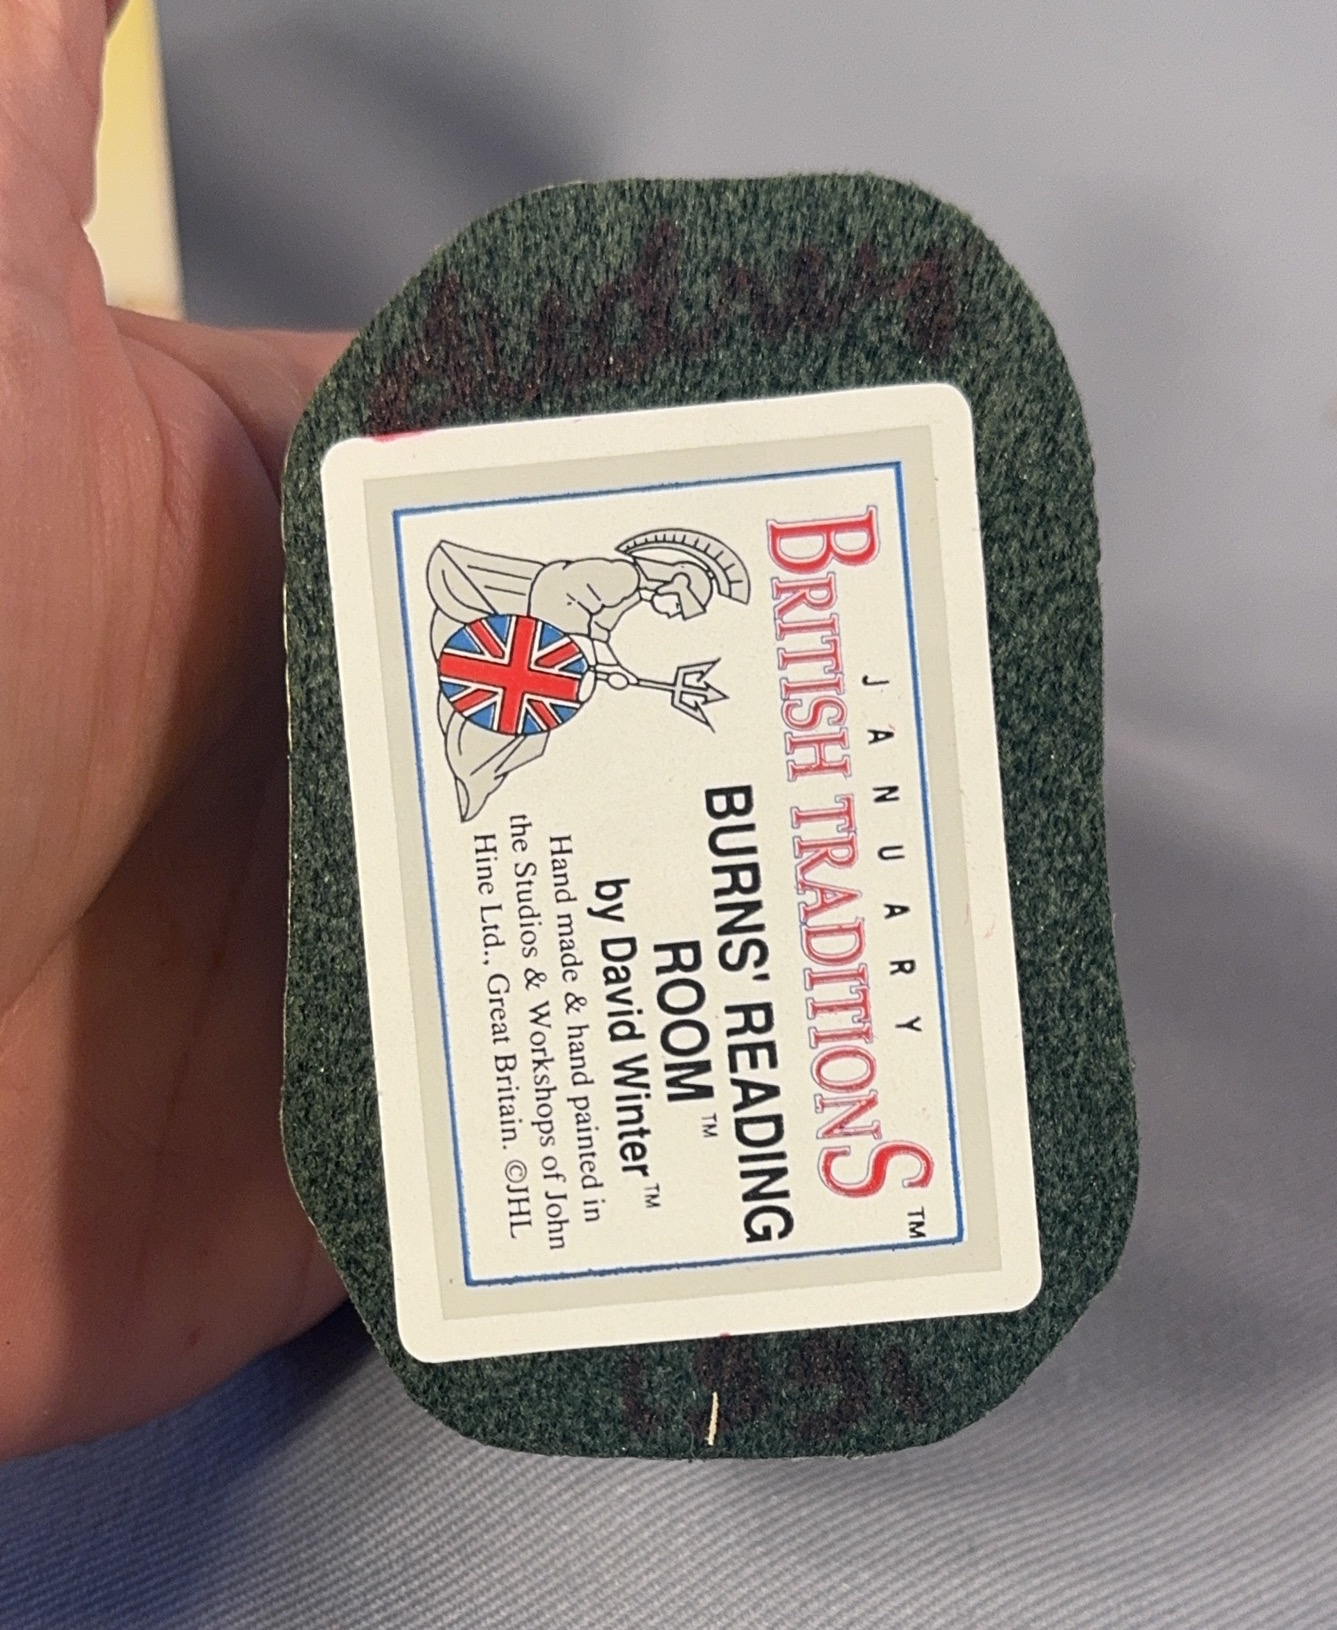 JANUARY
BRITISH TRADITIONS™
BURNS' READING
ROOM™
by David Winter™
Hand made & hand painted in
the Studios & Workshops of John
Hine Ltd., Great Britain. ©JHL